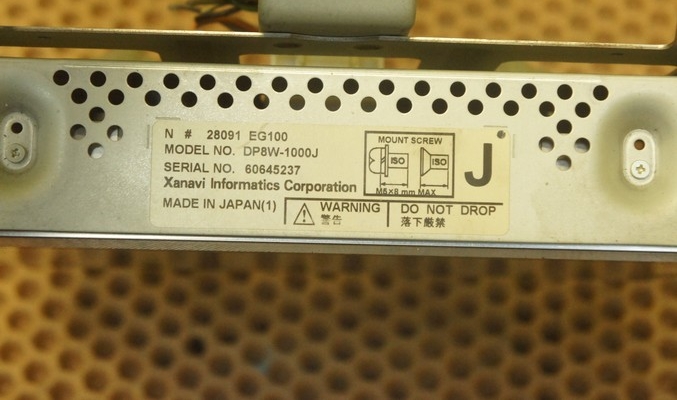 N # 28091 EG100
MODEL NO. DP8W-1000J
SERIAL NO. 60645237
Xanavi Informatics Corporation
MADE IN JAPAN(1)
MOUNT SCREW
ISO ISO
M5×8 mm MAX
J
WARNING
警告
DO NOT DROP
落下厳禁